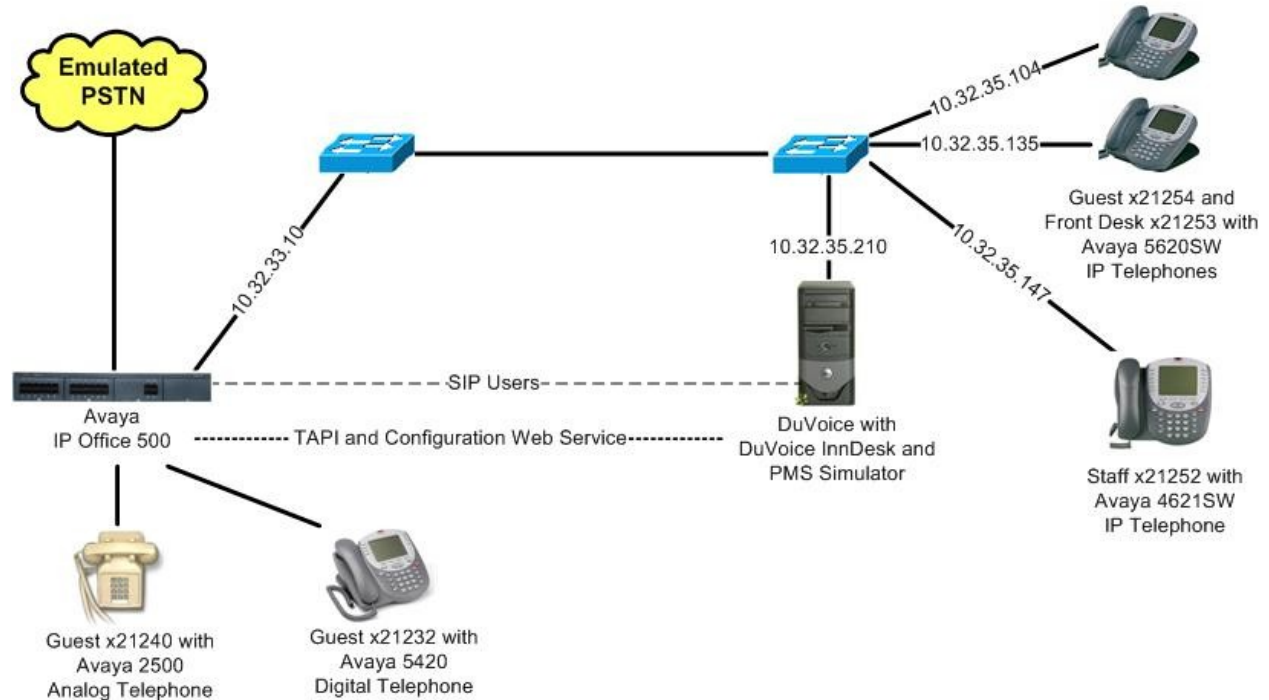 Emulated
PSTN
10.32.35.104
10.32.35.135
Guest x21254 and
Front Desk x21253 with
Avaya 5620SW
IP Telephones
10.32.33.10
10.32.35.210
10.32.35.147
SIP Users
Avaya
IP Office 500
TAPI and Configuration Web Service
DuVoice with
DuVoice InnDesk and
PMS Simulator
Staff x21252 with
Avaya 4621SW
IP Telephone
Guest x21240 with
Avaya 2500
Analog Telephone
Guest x21232 with
Avaya 5420
Digital Telephone